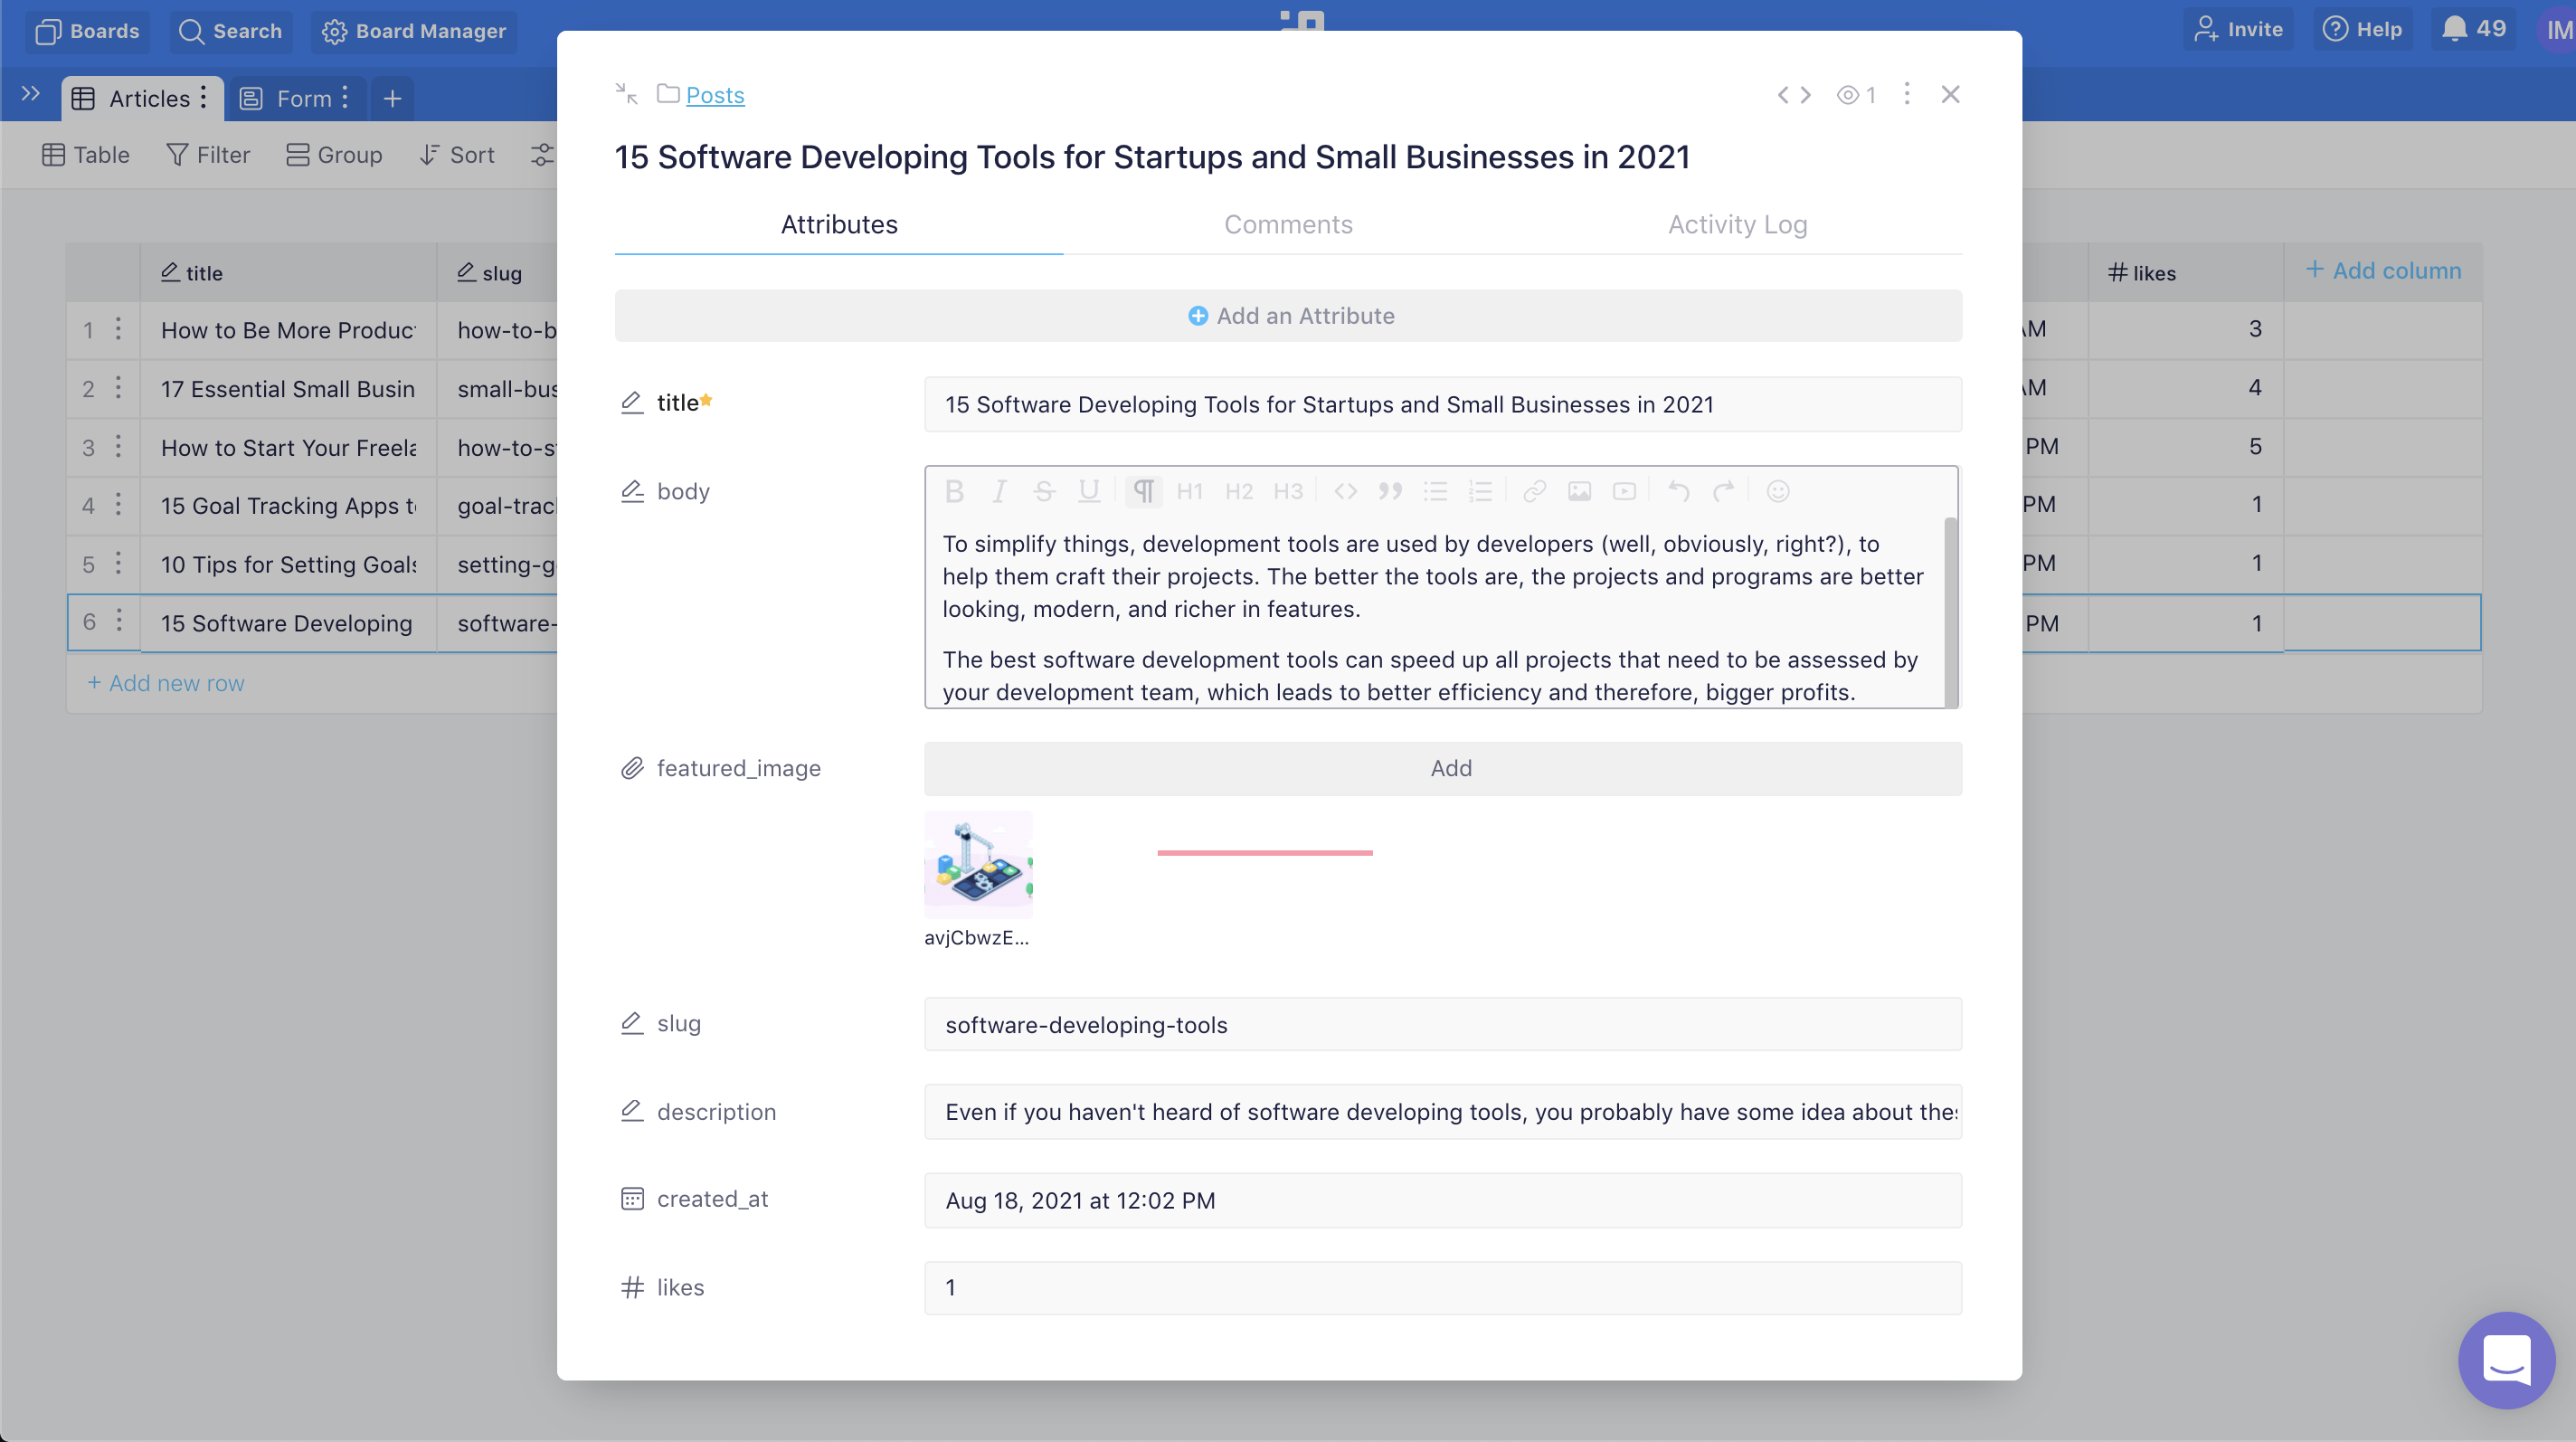 Boards
Search
Board Manager
Invite
Help
49
IM
Articles
Form
Table
Filter
Group
Sort
title
slug
likes
Add column
1
How to Be More Produc
how-to-b
AM
3
2
17 Essential Small Busin
small-bus
AM
4
3
How to Start Your Freela
how-to-s
PM
5
4
15 Goal Tracking Apps t
goal-trac
PM
1
5
10 Tips for Setting Goals
setting-g
PM
1
6
15 Software Developing
software-
PM
1
+ Add new row
Posts
1
15 Software Developing Tools for Startups and Small Businesses in 2021
Attributes
Comments
Activity Log
Add an Attribute
title
15 Software Developing Tools for Startups and Small Businesses in 2021
body
B I S U ¶ H1 H2 H3
To simplify things, development tools are used by developers (well, obviously, right?), to
help them craft their projects. The better the tools are, the projects and programs are better
looking, modern, and richer in features.
The best software development tools can speed up all projects that need to be assessed by
your development team, which leads to better efficiency and therefore, bigger profits.
featured_image
Add
avjCbwzE...
slug
software-developing-tools
description
Even if you haven't heard of software developing tools, you probably have some idea about thes
created_at
Aug 18, 2021 at 12:02 PM
likes
1